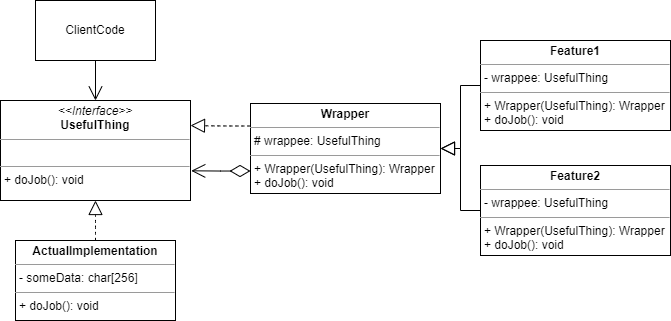 ClientCode
<<Interface>>
UsefulThing
+ doJob(): void
ActualImplementation
- someData: char[256]
+ doJob(): void
Wrapper
# wrappee: UsefulThing
+ Wrapper(UsefulThing): Wrapper
+ doJob(): void
Feature1
- wrappee: UsefulThing
+ Wrapper(UsefulThing): Wrapper
+ doJob(): void
Feature2
- wrappee: UsefulThing
+ Wrapper(UsefulThing): Wrapper
+ doJob(): void